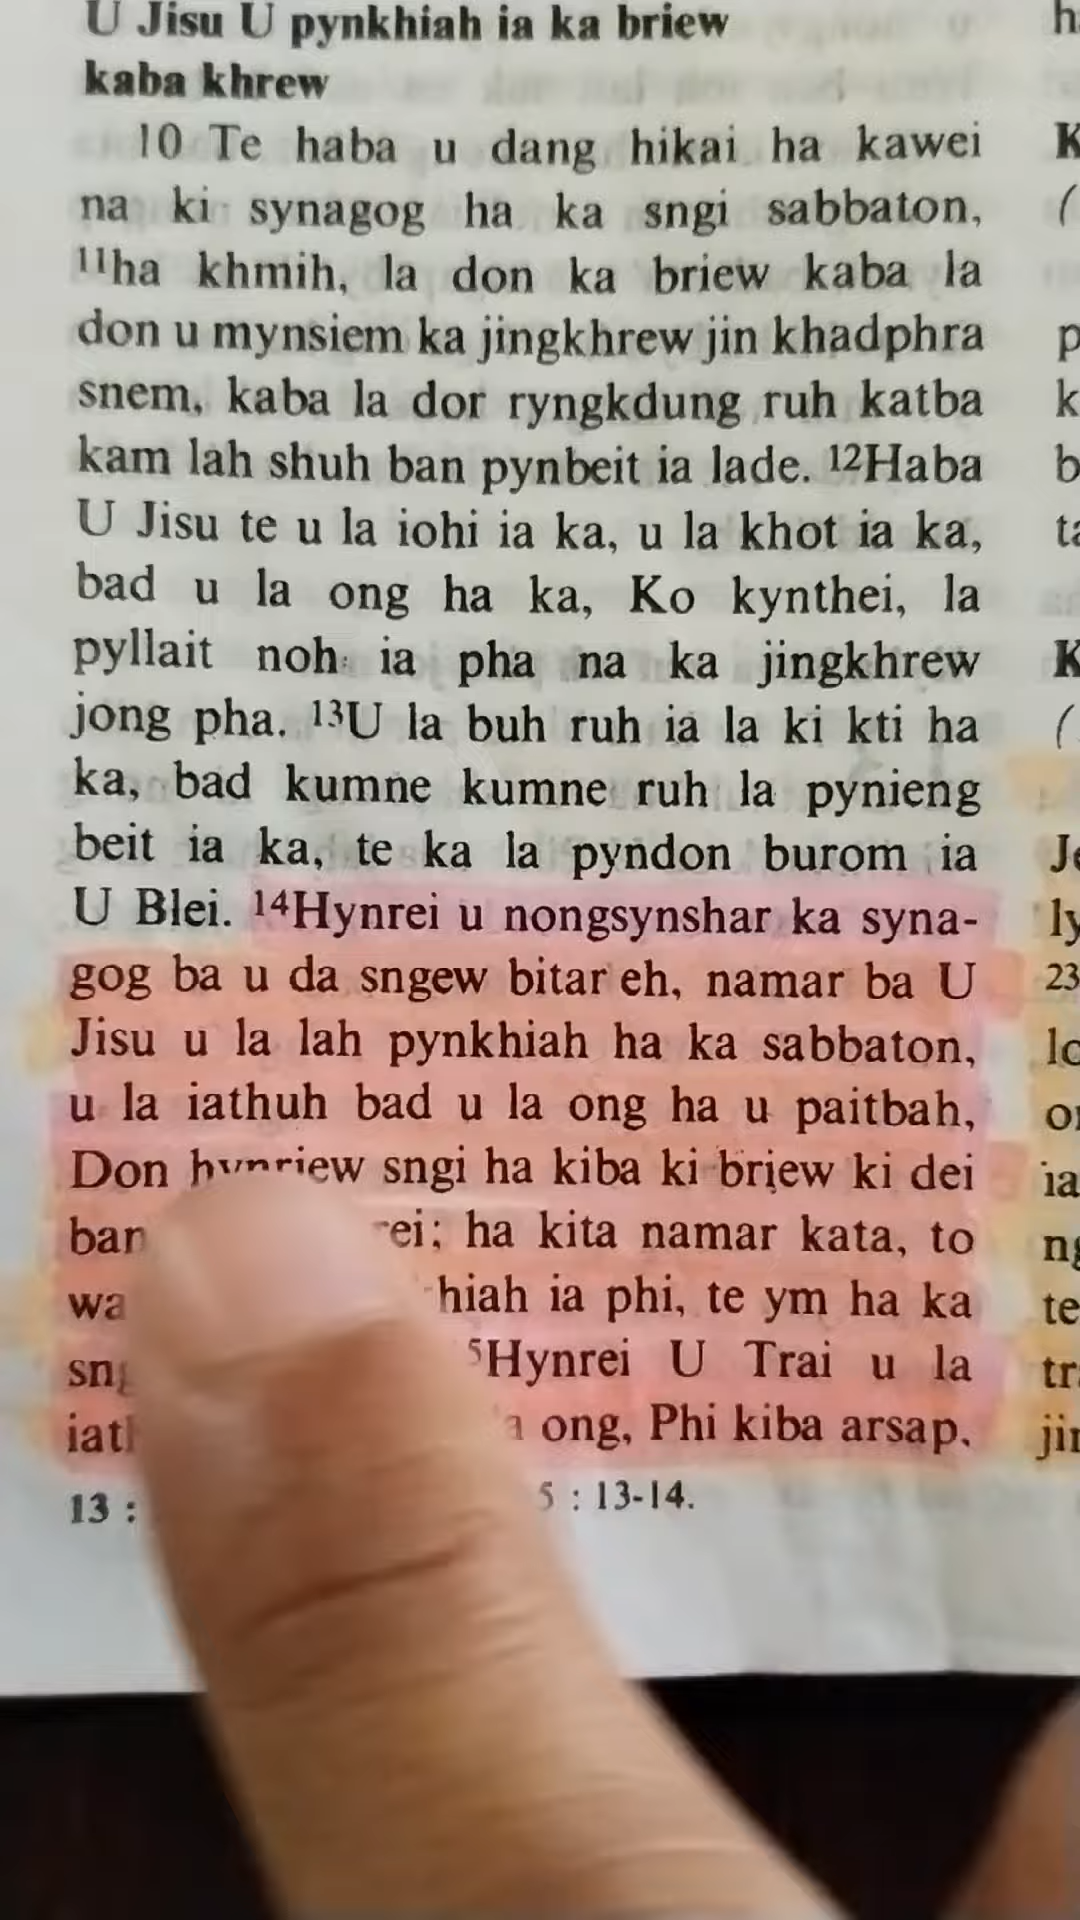 U Jisu U pynkhiah ia ka briew
kaba khrew
10 Te haba u dang hikai ha kawei
na ki synagog ha ka sngi sabbaton,
11ha khmih, la don ka briew kaba la
don u mynsiem ka jingkhrew jin khadphra
snem, kaba la dor ryngkdung ruh katba
kam lah shuh ban pynbeit ia lade. 12Haba
U Jisu te u la iohi ia ka, u la khot ia ka,
bad u la ong ha ka, Ko kynthei, la
pyllait noh ia pha na ka jingkhrew
jong pha. 13U la buh ruh ia la ki kti ha
ka, bad kumne kumne ruh la pynieng
beit ia ka, te ka la pyndon burom ia
U Blei. 14Hynrei u nongsynshar ka syna-
gog ba u da sngew bitar eh, namar ba U
Jisu u la lah pynkhiah ha ka sabbaton,
u la iathuh bad u la ong ha u paitbah,
Don hynriew sngi ha kiba ki briew ki dei
ha kita namar kata, to
ia phi, te ym ha ka
Hynrei U Trai u la
ong, Phi kiba arsap,
13 : 5 : 13-14.
23